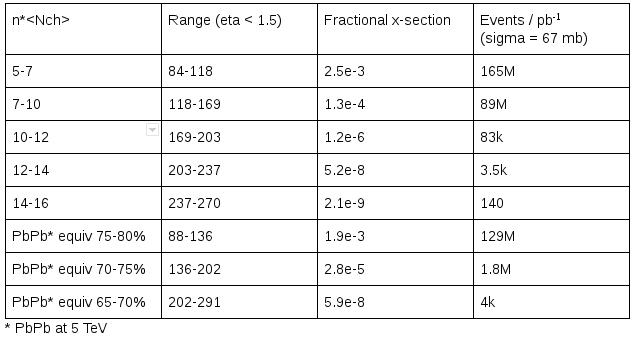 n*<Nch> Range (eta < 1.5) Fractional x-section Events / pb⁻¹
(sigma = 67 mb)
5-7 84-118 2.5e-3 165M
7-10 118-169 1.3e-4 89M
10-12 169-203 1.2e-6 83k
12-14 203-237 5.2e-8 3.5k
14-16 237-270 2.1e-9 140
PbPb* equiv 75-80% 88-136 1.9e-3 129M
PbPb* equiv 70-75% 136-202 2.8e-5 1.8M
PbPb* equiv 65-70% 202-291 5.9e-8 4k
* PbPb at 5 TeV